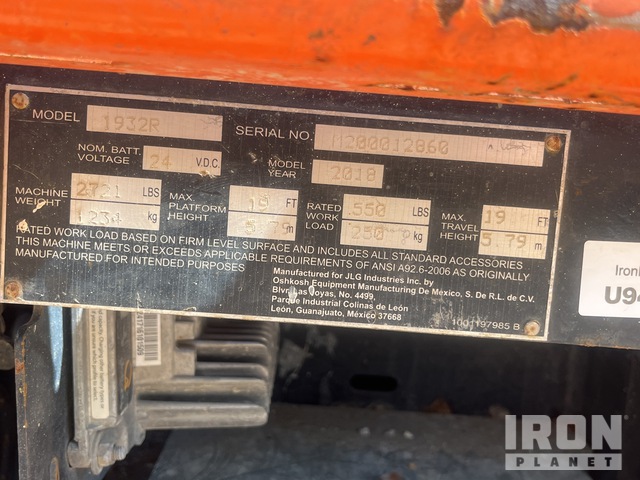 MODEL 1932R
SERIAL NO. 200012860
NOM. BATT. VOLTAGE 24 V.D.C.
MODEL YEAR 2018
MACHINE WEIGHT 2721 LBS 1234 kg
MAX. PLATFORM HEIGHT 19 FT 5.79 m
RATED WORK LOAD 550 LBS 250 kg
MAX. TRAVEL HEIGHT 19 FT 5.79 m
RATED WORK LOAD BASED ON FIRM LEVEL SURFACE AND INCLUDES ALL STANDARD ACCESSORIES
THIS MACHINE MEETS OR EXCEEDS APPLICABLE REQUIREMENTS OF ANSI A92.6-2006 AS ORIGINALLY
MANUFACTURED FOR INTENDED PURPOSES
Manufactured for JLG Industries Inc. by
Oshkosh Equipment Manufacturing De México, S. De R.L. de C.V.
Blvr. Las Joyas, No. 4499,
Parque Industrial Colinas de León
León, Guanajuato, México 37668
1001197985 B
Iron
U9
IRON
PLANET